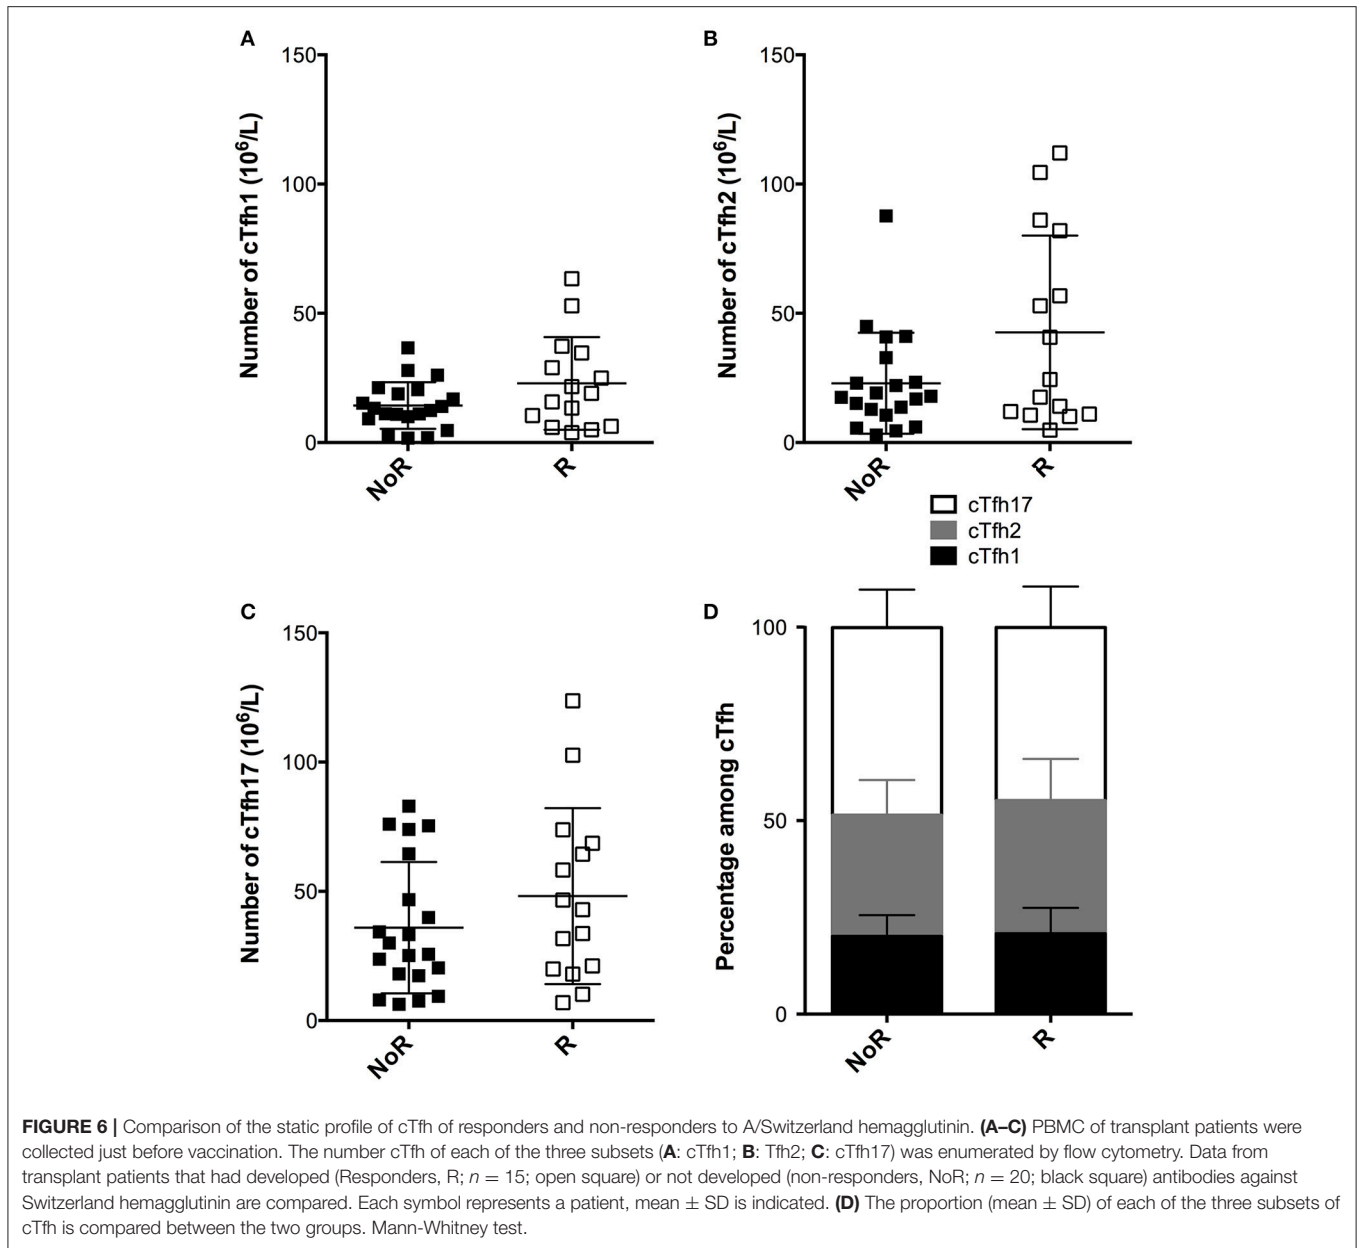 A
150
100
50
0
Number of cTfh1 (10⁶/L)
NoR
R
B
150
100
50
0
Number of cTfh2 (10⁶/L)
NoR
R
cTfh17
cTfh2
cTfh1
C
150
100
50
0
Number of cTfh17 (10⁶/L)
NoR
R
D
100
50
0
Percentage among cTfh
NoR
R
FIGURE 6 | Comparison of the static profile of cTfh of responders and non-responders to A/Switzerland hemagglutinin. (A–C) PBMC of transplant patients were
collected just before vaccination. The number cTfh of each of the three subsets (A: cTfh1; B: Tfh2; C: cTfh17) was enumerated by flow cytometry. Data from
transplant patients that had developed (Responders, R; n = 15; open square) or not developed (non-responders, NoR; n = 20; black square) antibodies against
Switzerland hemagglutinin are compared. Each symbol represents a patient, mean ± SD is indicated. (D) The proportion (mean ± SD) of each of the three subsets of
cTfh is compared between the two groups. Mann-Whitney test.